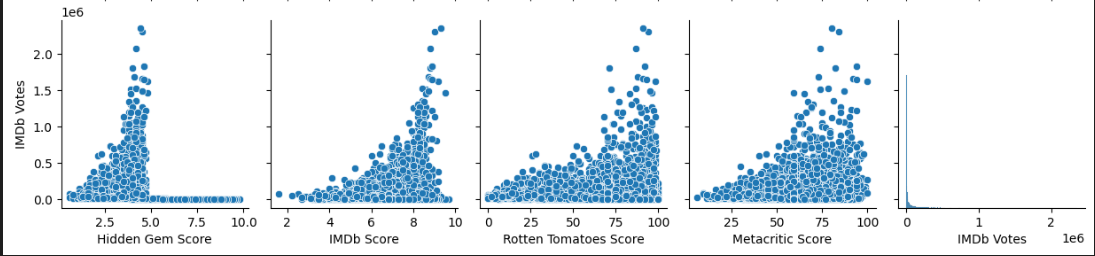 1e6
2.0
1.5
1.0
0.5
0.0
IMDb Votes
2.5 5.0 7.5 10.0
Hidden Gem Score
2 4 6 8 10
IMDb Score
0 25 50 75 100
Rotten Tomatoes Score
25 50 75 100
Metacritic Score
0 1 2
1e6
IMDb Votes